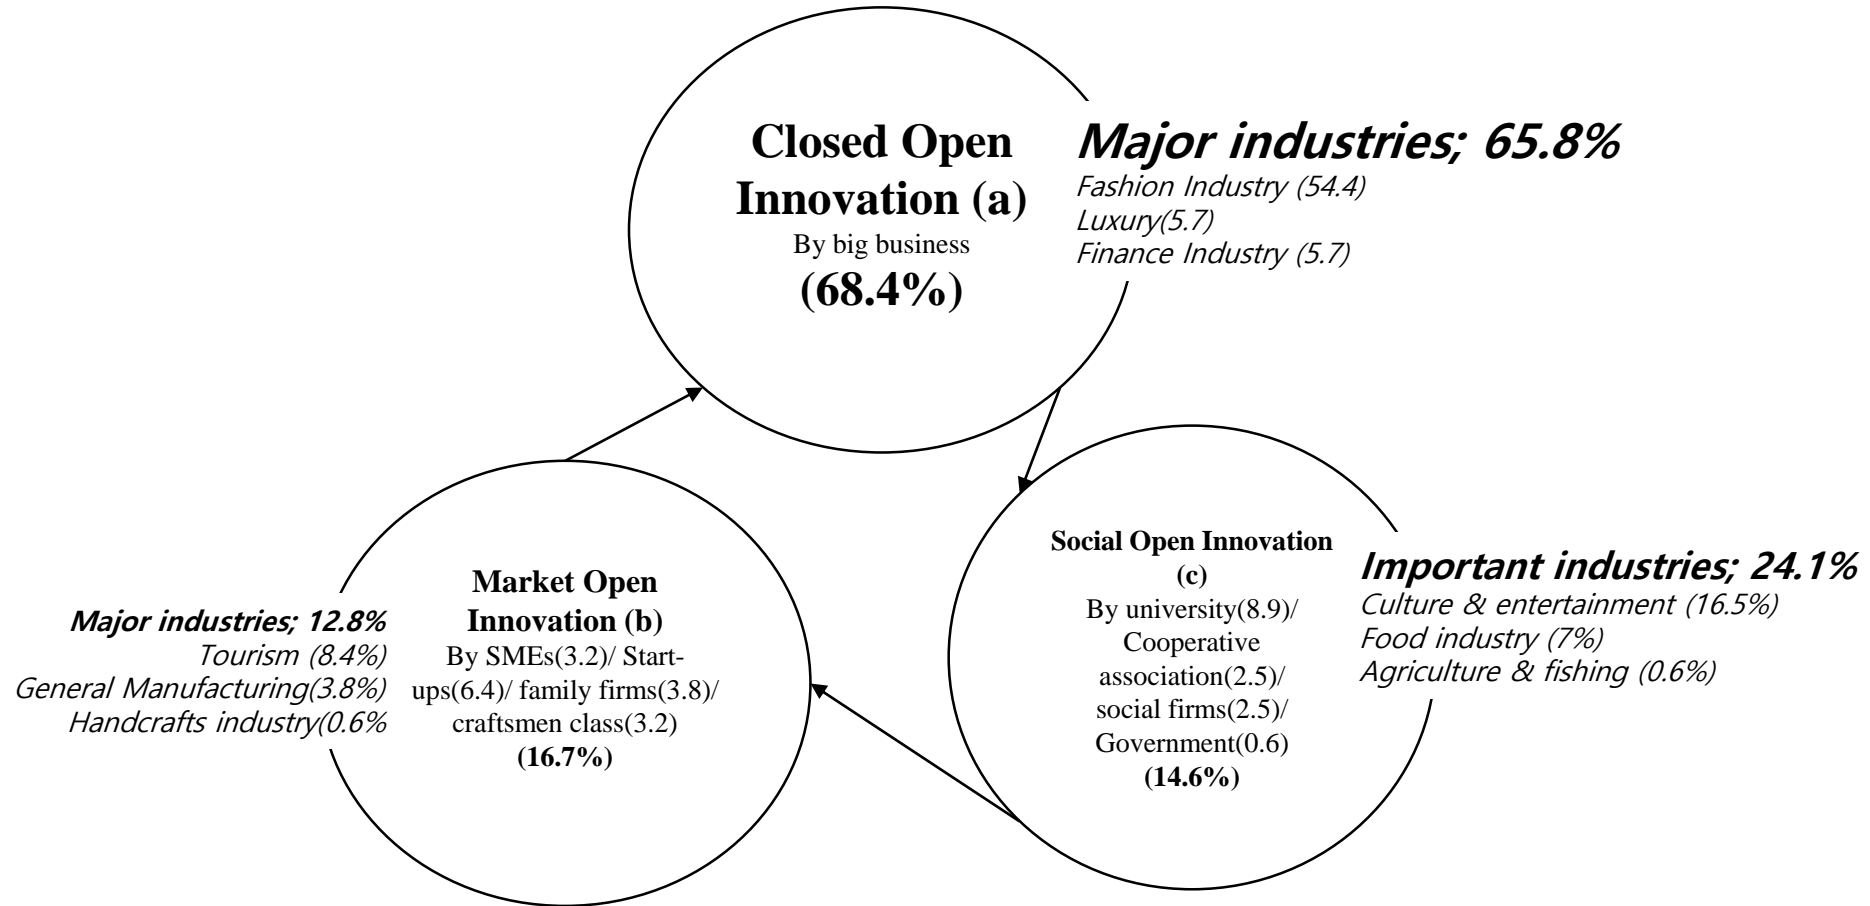 Closed Open
Innovation (a)
By big business
(68.4%)
Major industries; 65.8%
Fashion Industry (54.4)
Luxury(5.7)
Finance Industry (5.7)
Market Open
Innovation (b)
By SMEs(3.2)/ Start-
ups(6.4)/ family firms(3.8)/
craftsmen class(3.2)
(16.7%)
Major industries; 12.8%
Tourism (8.4%)
General Manufacturing(3.8%)
Handcrafts industry(0.6%
Social Open Innovation
(c)
By university(8.9)/
Cooperative
association(2.5)/
social firms(2.5)/
Government(0.6)
(14.6%)
Important industries; 24.1%
Culture & entertainment (16.5%)
Food industry (7%)
Agriculture & fishing (0.6%)